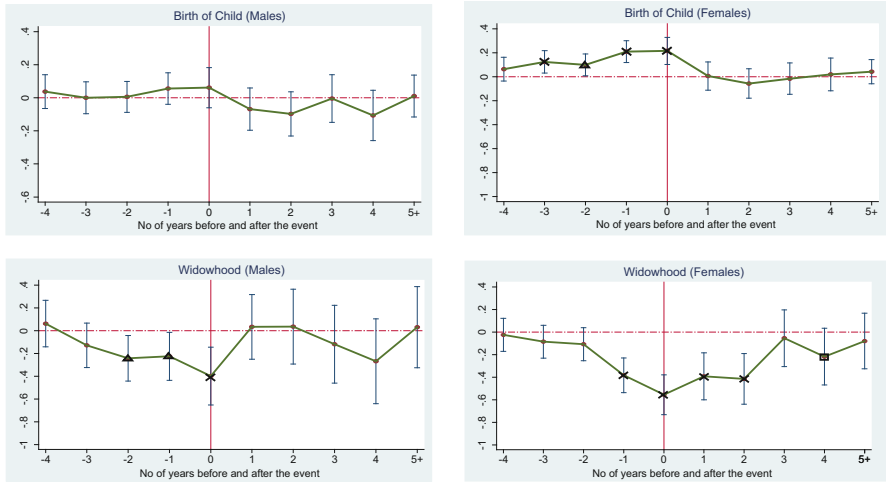 Birth of Child (Males)
.4
.2
0
-.2
-.4
-.6
-4 -3 -2 -1 0 1 2 3 4 5+
No of years before and after the event
Birth of Child (Females)
.4
.2
0
-.2
-.4
-.6
-.8
-1
-4 -3 -2 -1 0 1 2 3 4 5+
No of years before and after the event
Widowhood (Males)
.4
.2
0
-.2
-.4
-.6
-.8
-1
-4 -3 -2 -1 0 1 2 3 4 5+
No of years before and after the event
Widowhood (Females)
.4
.2
0
-.2
-.4
-.6
-.8
-1
-4 -3 -2 -1 0 1 2 3 4 5+
No of years before and after the event